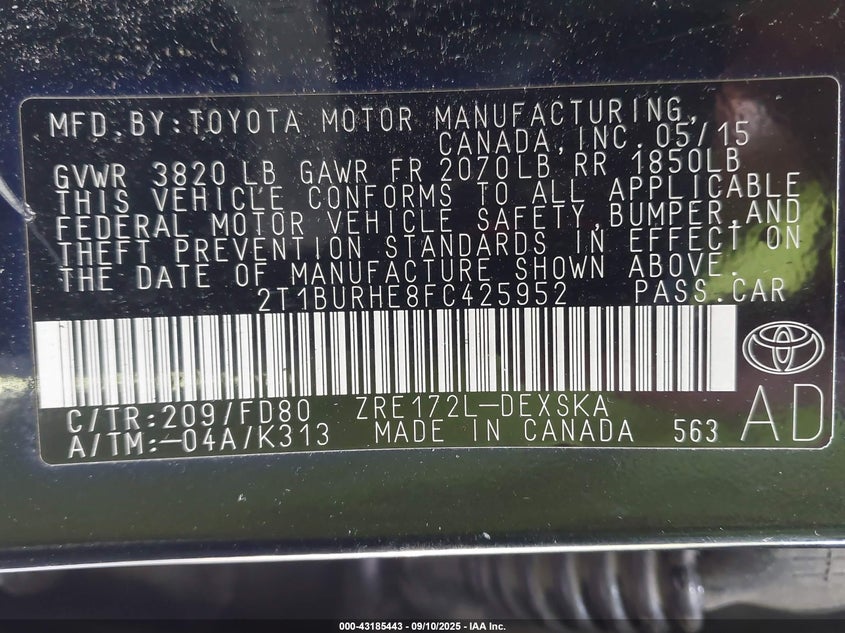 MFD.BY:TOYOTA MOTOR MANUFACTURING,
CANADA,INC.05/15
GVWR 3820 LB GAWR FR 2070LB RR 1850LB
THIS VEHICLE CONFORMS TO ALL APPLICABLE
FEDERAL MOTOR VEHICLE SAFETY,BUMPER,AND
THEFT PREVENTION STANDARDS IN EFFECT ON
THE DATE OF MANUFACTURE SHOWN ABOVE.
2T1BURHE8FC425952 PASS.CAR
C/TR:209/FD80 ZRE172L-DEXSKA
A/TM:-04A/K313 MADE IN CANADA 563 AD
000-43185443 - 09/10/2025 - IAA Inc.